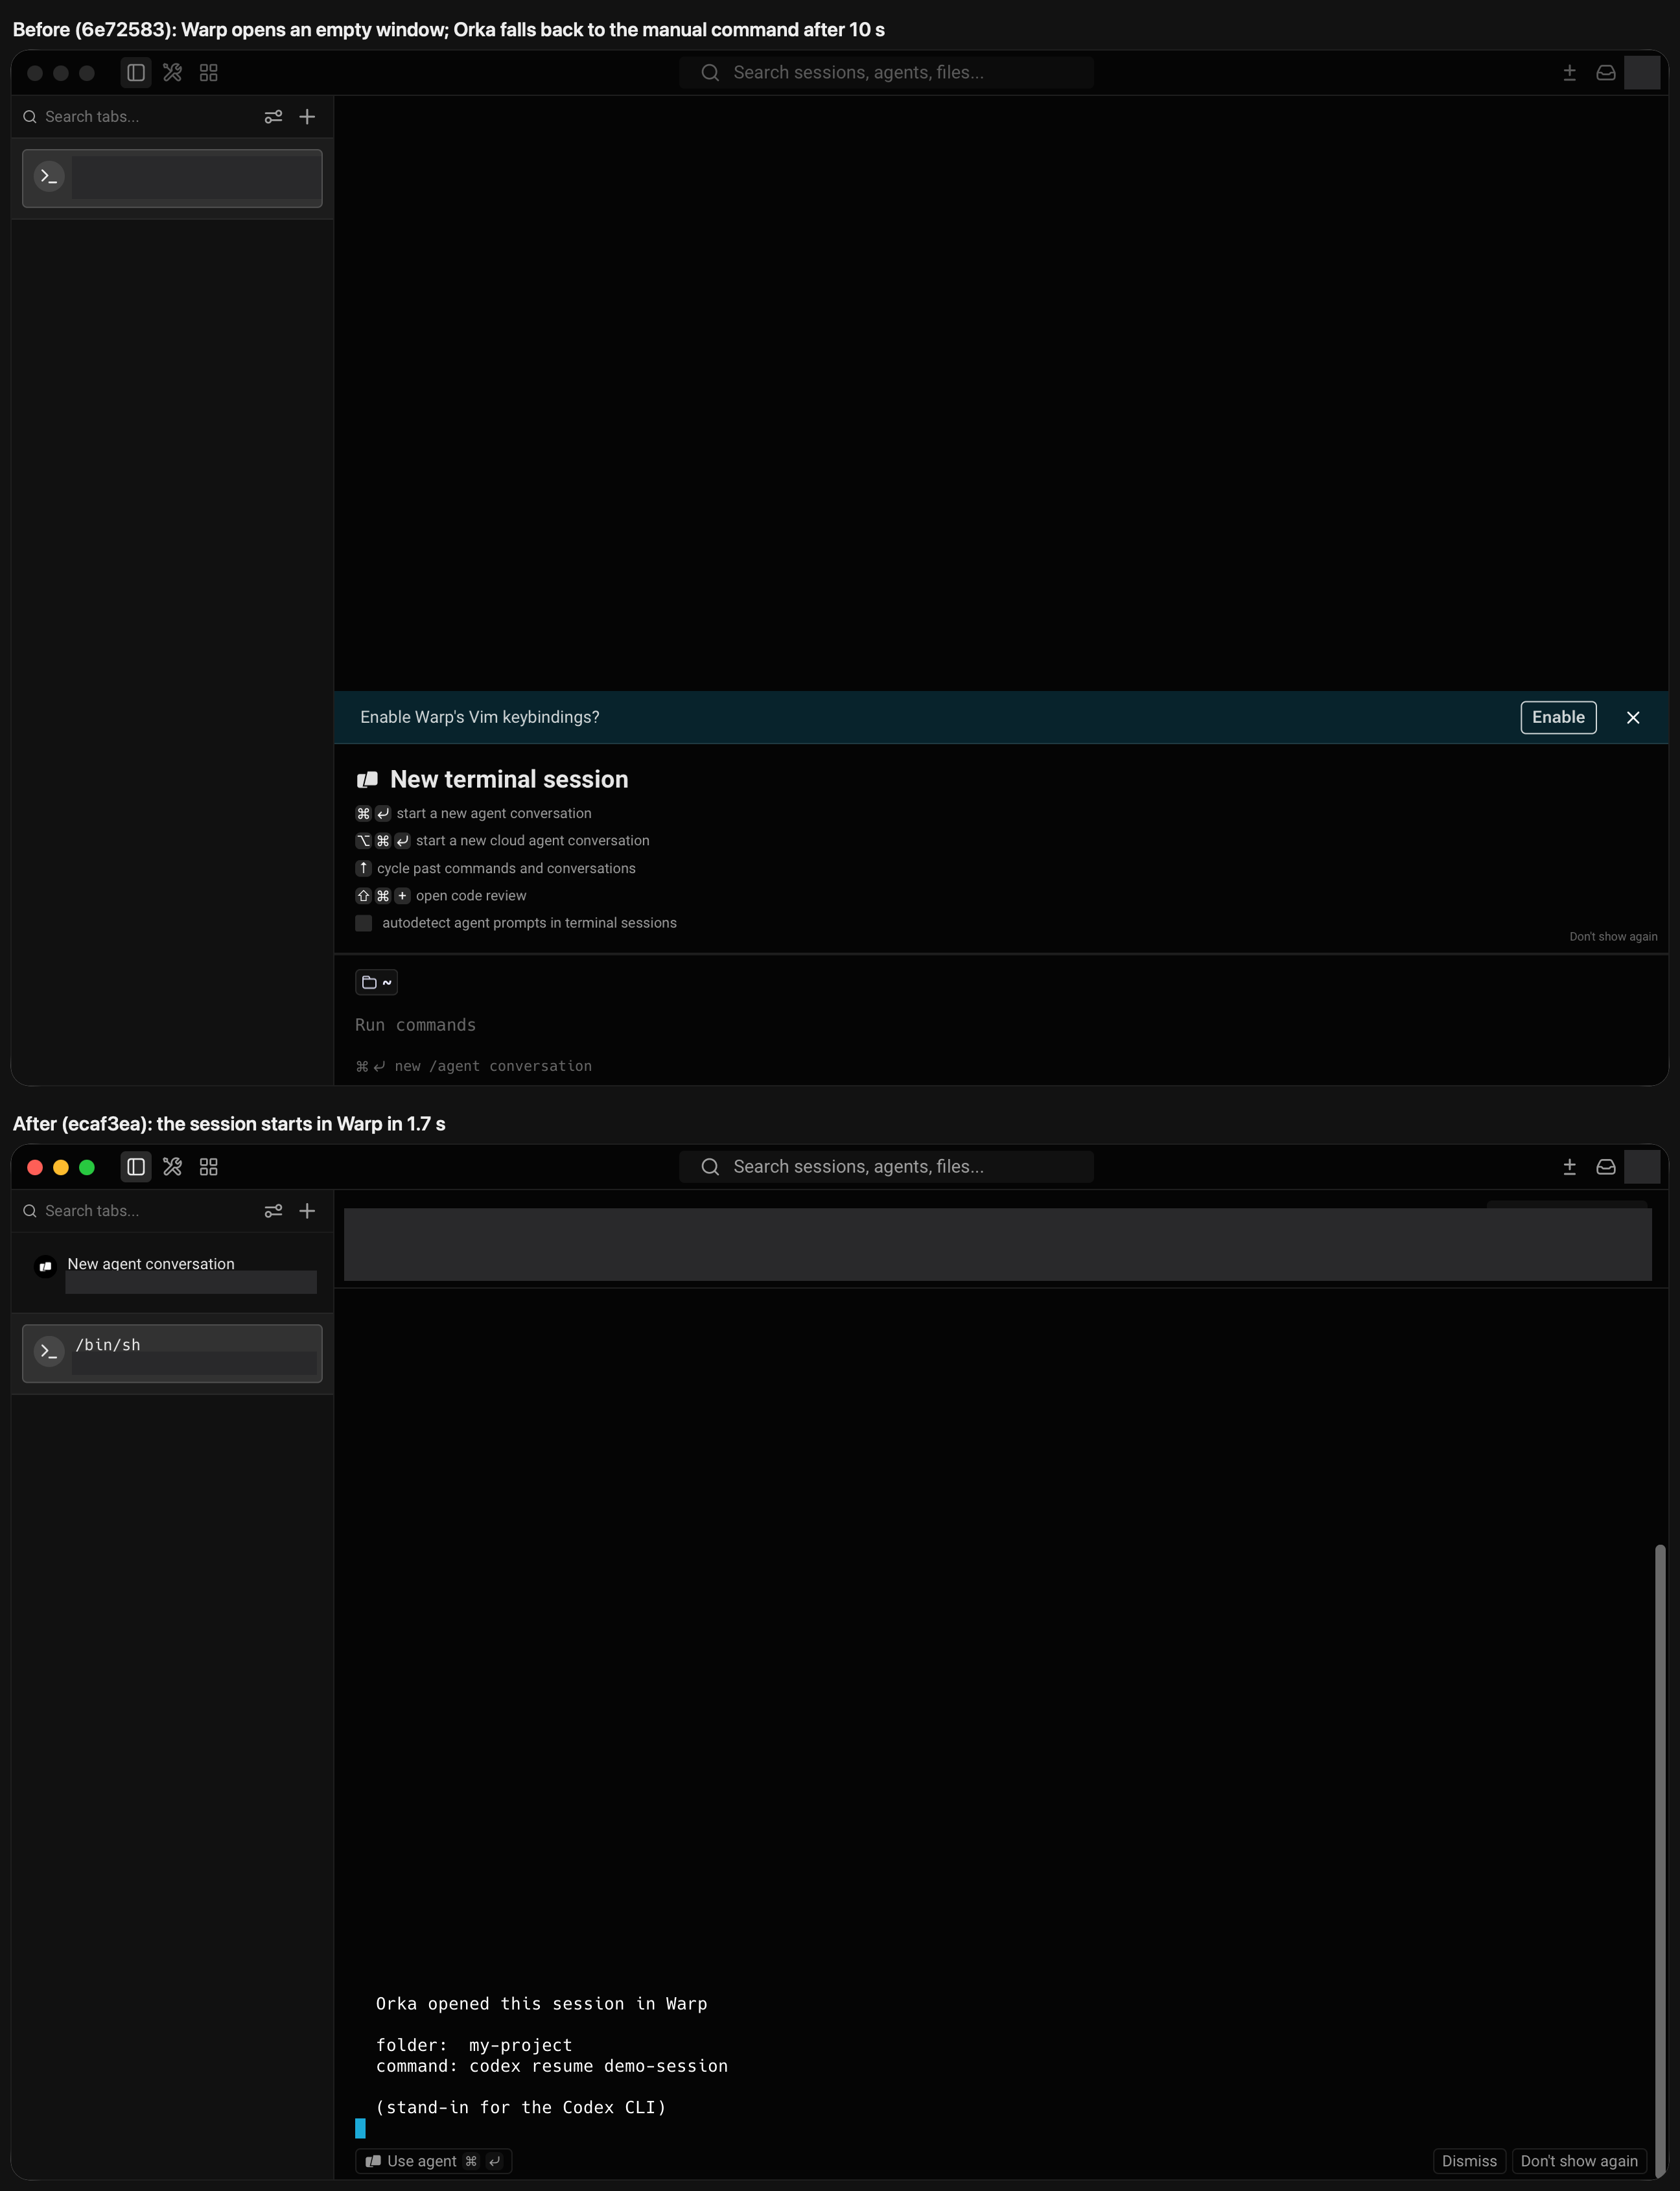 Before (6e72583): Warp opens an empty window; Orka falls back to the manual command after 10 s
Search sessions, agents, files...
Search tabs...
Enable Warp's Vim keybindings?
Enable
New terminal session
⌘ ↵ start a new agent conversation
⌥ ⌘ ↵ start a new cloud agent conversation
↑ cycle past commands and conversations
⇧ ⌘ + open code review
autodetect agent prompts in terminal sessions
Don't show again
~
Run commands
⌘ ↵ new /agent conversation
After (ecaf3ea): the session starts in Warp in 1.7 s
Search sessions, agents, files...
Search tabs...
New agent conversation
/bin/sh
Orka opened this session in Warp
folder: my-project
command: codex resume demo-session
(stand-in for the Codex CLI)
Use agent ⌘ ↵
Dismiss
Don't show again